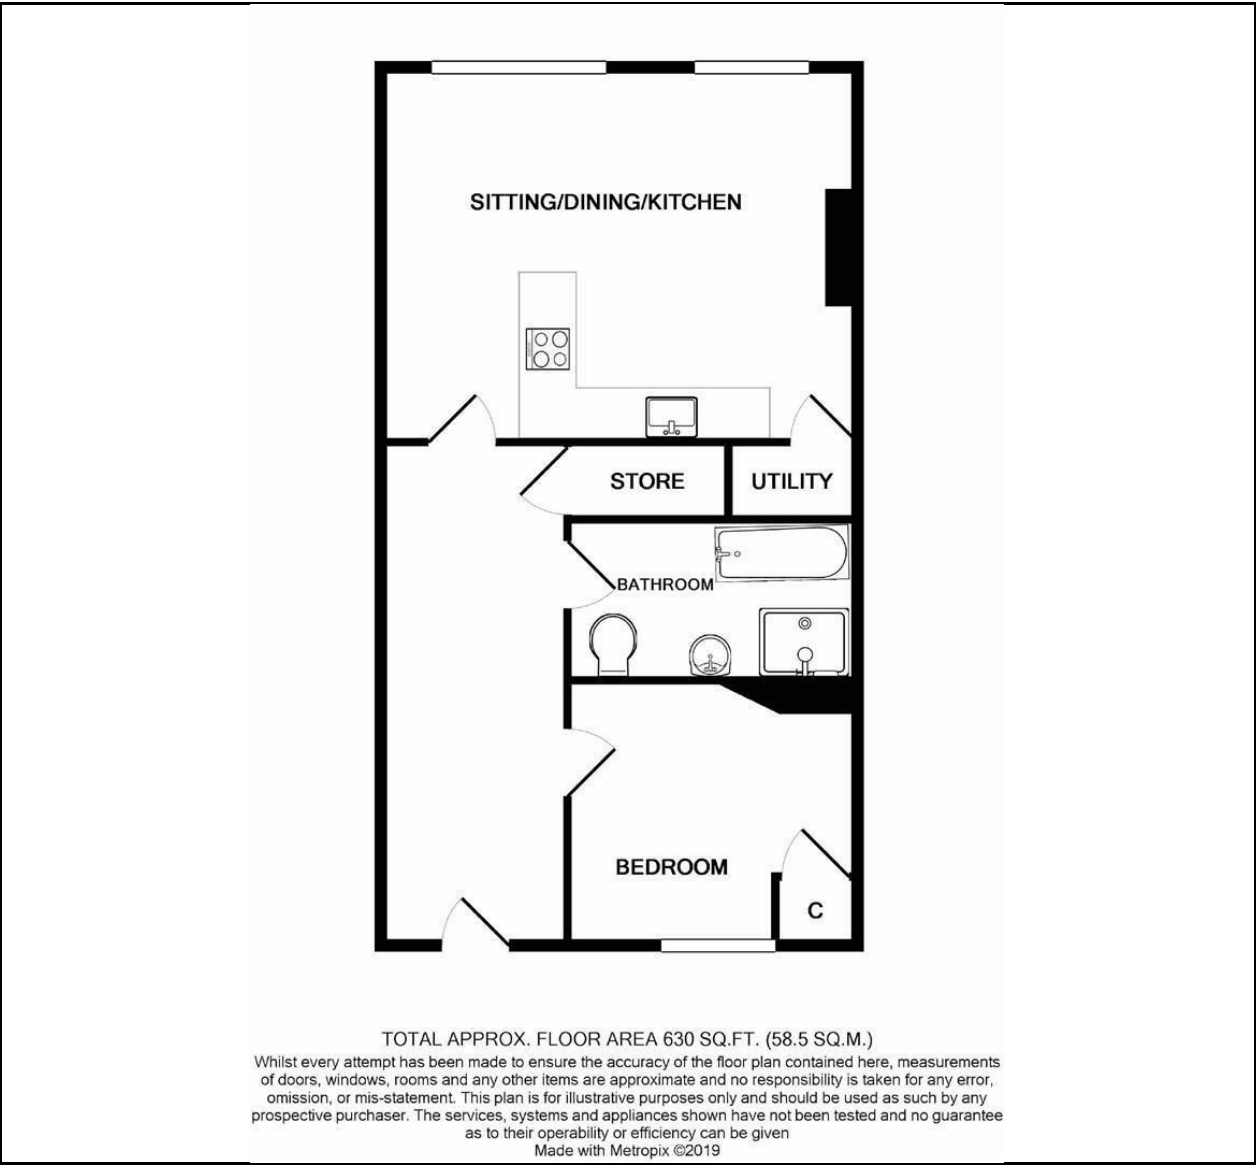 SITTING/DINING/KITCHEN
STORE
UTILITY
BATHROOM
BEDROOM
C
TOTAL APPROX. FLOOR AREA 630 SQ.FT. (58.5 SQ.M.)
Whilst every attempt has been made to ensure the accuracy of the floor plan contained here, measurements
of doors, windows, rooms and any other items are approximate and no responsibility is taken for any error,
omission, or mis-statement. This plan is for illustrative purposes only and should be used as such by any
prospective purchaser. The services, systems and appliances shown have not been tested and no guarantee
as to their operability or efficiency can be given
Made with Metropix ©2019